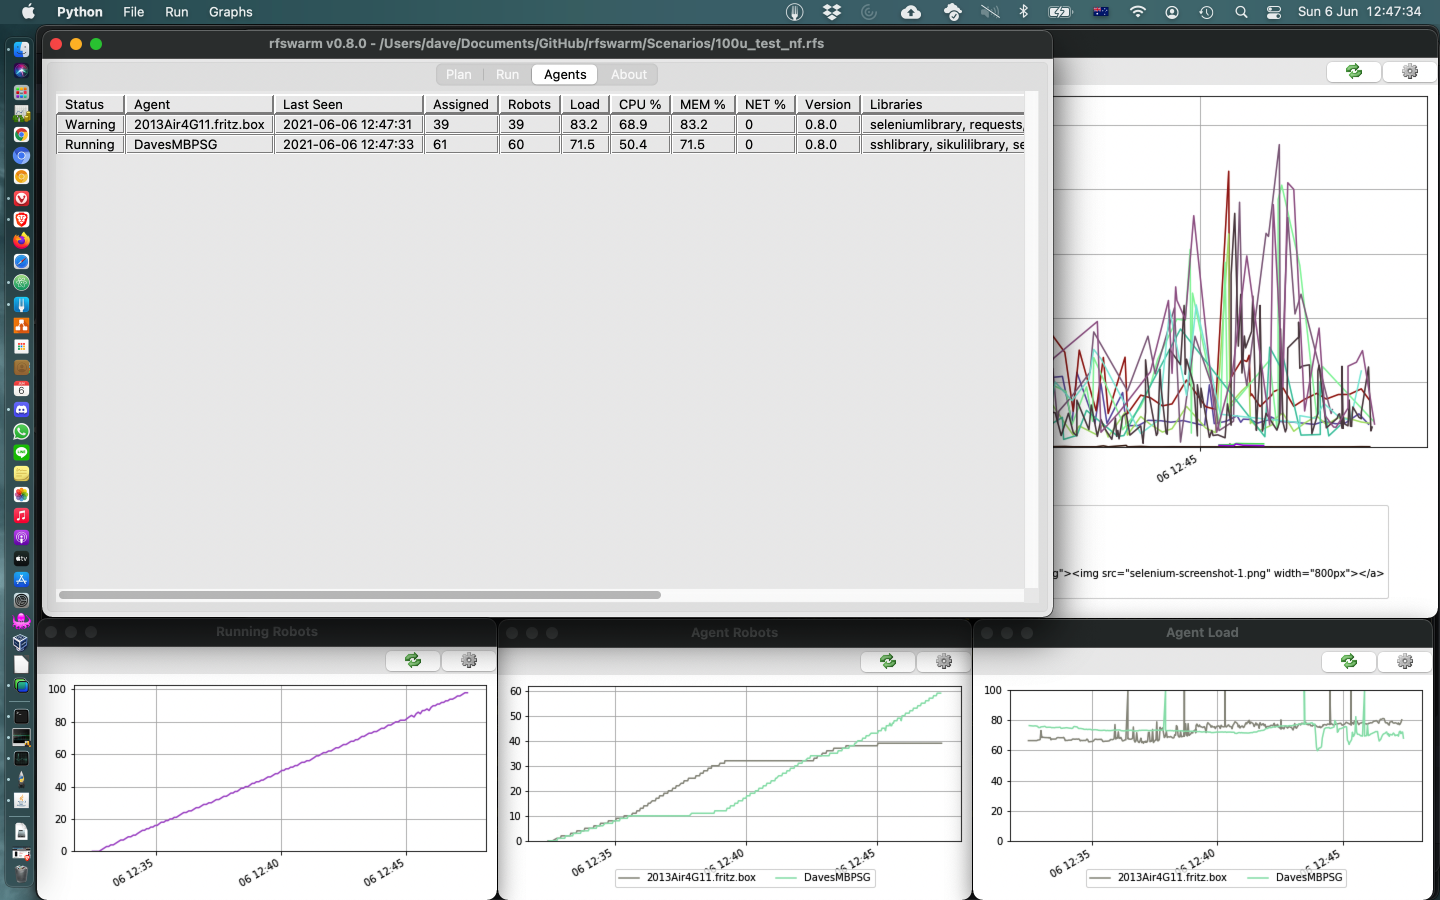 Python File Run Graphs Sun 6 Jun 12:47:34
rfswarm v0.8.0 - /Users/dave/Documents/GitHub/rfswarm/Scenarios/100u_test_nf.rfs
Plan Run Agents About
Status Agent Last Seen Assigned Robots Load CPU % MEM % NET % Version Libraries
Warning 2013Air4G11.fritz.box 2021-06-06 12:47:31 39 39 83.2 68.9 83.2 0 0.8.0 seleniumlibrary, requests,
Running DavesMBPSG 2021-06-06 12:47:33 61 60 71.5 50.4 71.5 0 0.8.0 sshlibrary, sikulilibrary, se
06 12:45
g"><img src="selenium-screenshot-1.png" width="800px"></a>
Running Robots
100
80
60
40
20
0
06 12:35 06 12:40 06 12:45
Agent Robots
60
50
40
30
20
10
0
06 12:35 06 12:40 06 12:45
2013Air4G11.fritz.box DavesMBPSG
Agent Load
100
80
60
40
20
0
06 12:35 06 12:40 06 12:45
2013Air4G11.fritz.box DavesMBPSG
6
tv